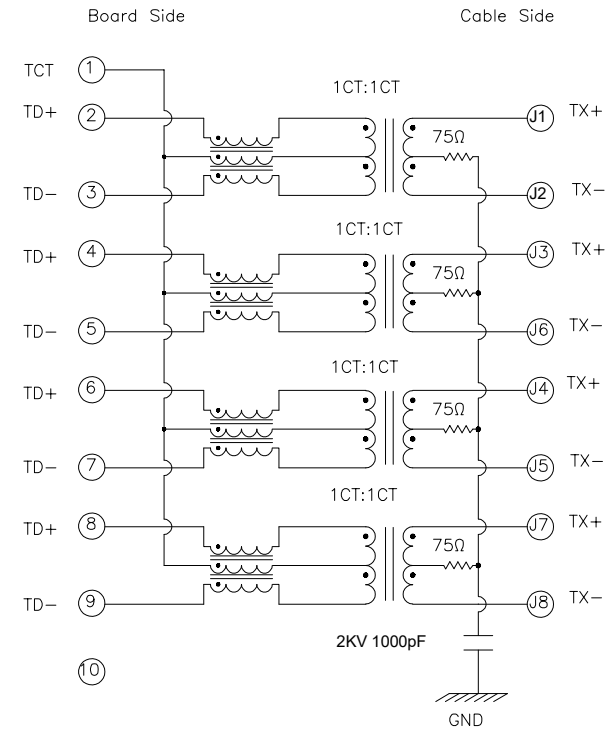 Board Side Cable Side
TCT 1
1CT:1CT
TD+ 2 J1 TX+
75Ω
TD- 3 J2 TX-
1CT:1CT
TD+ 4 J3 TX+
75Ω
TD- 5 J6 TX-
1CT:1CT
TD+ 6 J4 TX+
75Ω
TD- 7 J5 TX-
1CT:1CT
TD+ 8 J7 TX+
75Ω
TD- 9 J8 TX-
2KV 1000pF
10
GND